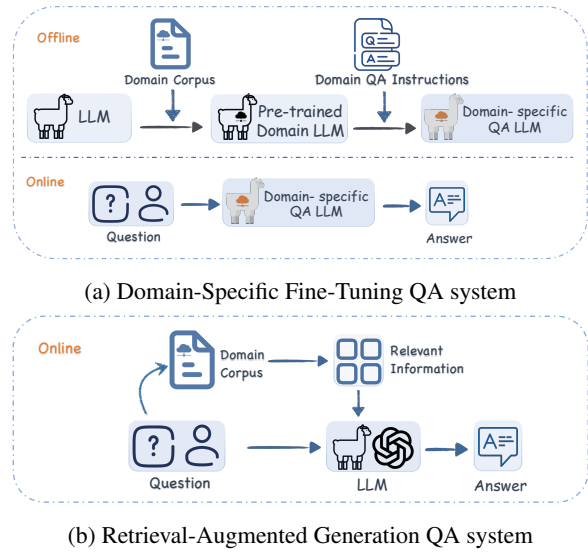 Offline
Domain Corpus
Q
A
Domain QA Instructions
LLM
Pre-trained
Domain LLM
Domain- specific
QA LLM
Online
?
Question
Domain- specific
QA LLM
A
Answer
(a) Domain-Specific Fine-Tuning QA system
Online
Domain
Corpus
Relevant
Information
?
Question
LLM
A
Answer
(b) Retrieval-Augmented Generation QA system